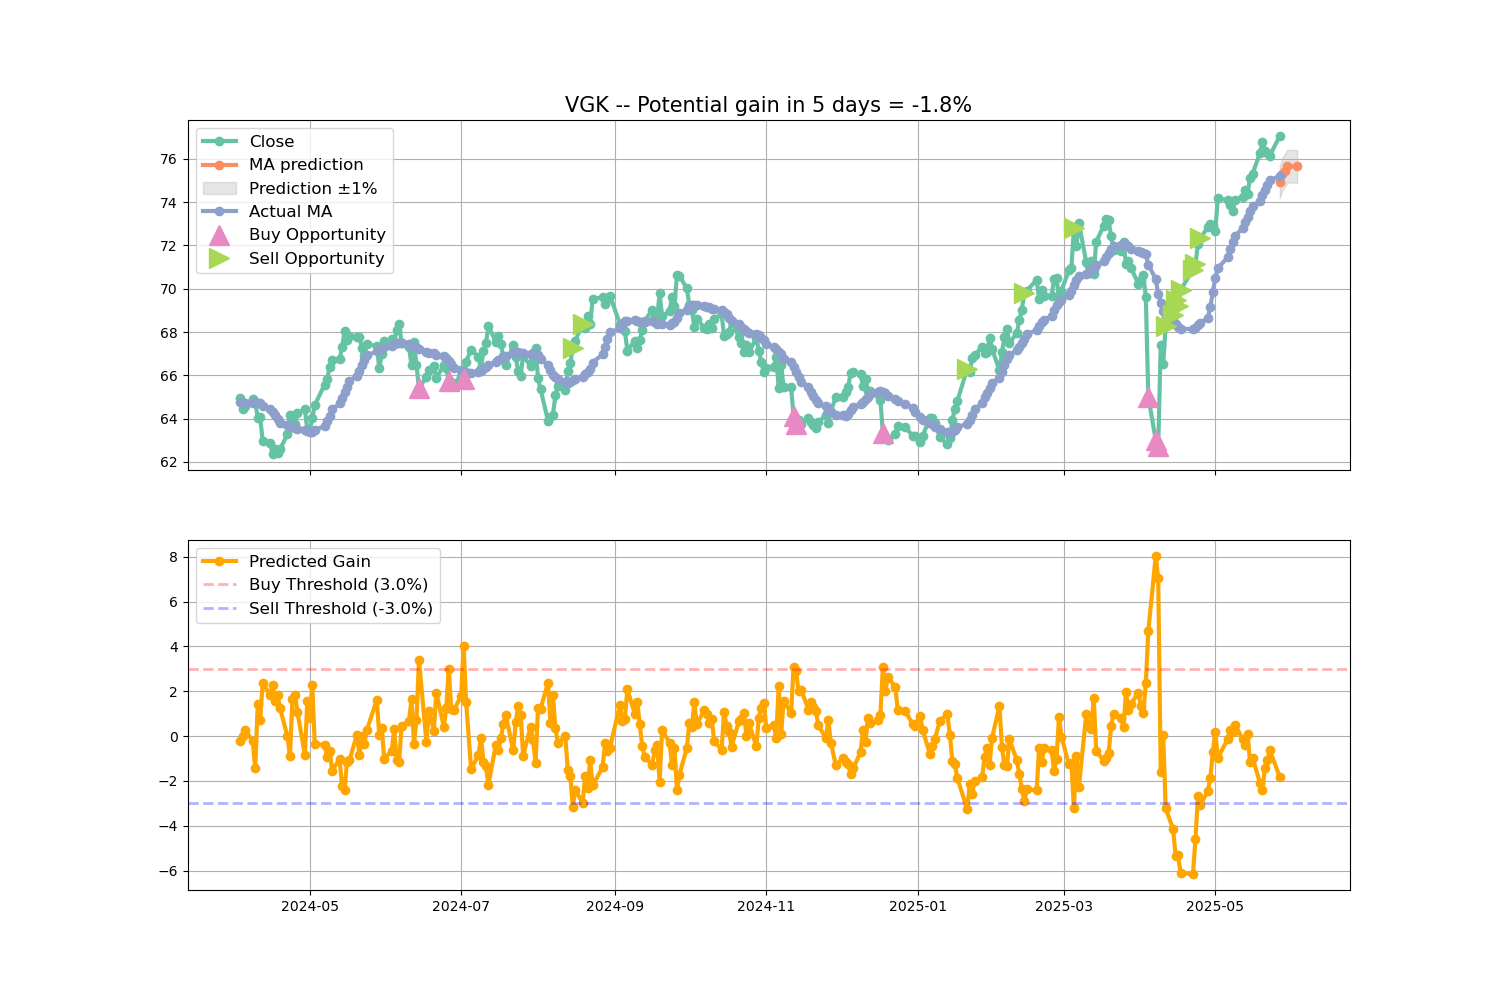 VGK -- Potential gain in 5 days = -1.8%
Close
MA prediction
Prediction ±1%
Actual MA
Buy Opportunity
Sell Opportunity
76
74
72
70
68
66
64
62
Predicted Gain
Buy Threshold (3.0%)
Sell Threshold (-3.0%)
8
6
4
2
0
−2
−4
−6
2024-05 2024-07 2024-09 2024-11 2025-01 2025-03 2025-05